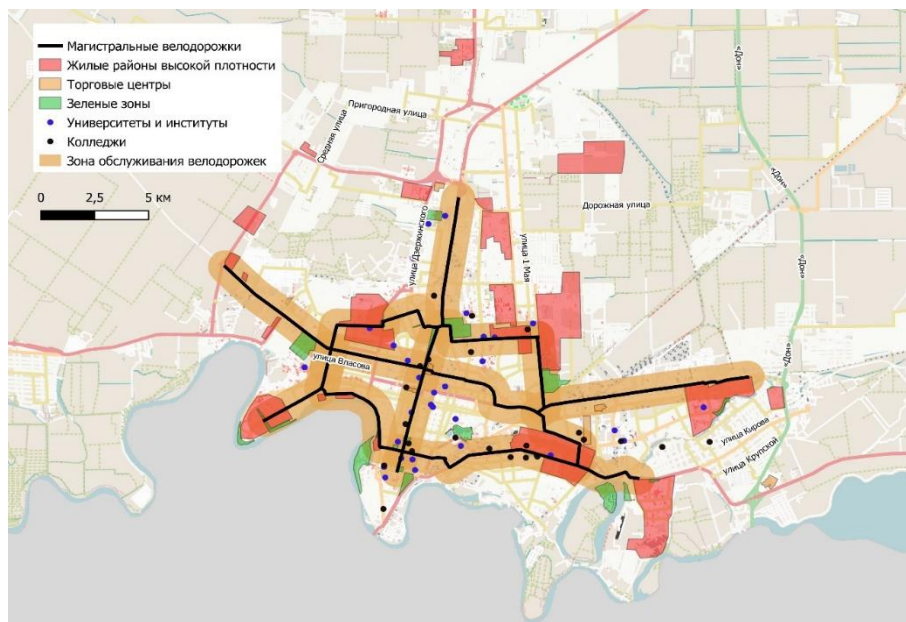 Магистральные велодорожки
Жилые районы высокой плотности
Торговые центры
Зеленые зоны
Университеты и институты
Колледжи
Зона обслуживания велодорожек
0 2,5 5 км
«Дон»
Пригородная улица
Средняя улица
«Дон»
Дорожная улица
улица Дзержинского
улица 1 Мая
«Дон»
«Дон»
улица Власова
улица Кирова
улица Крупской